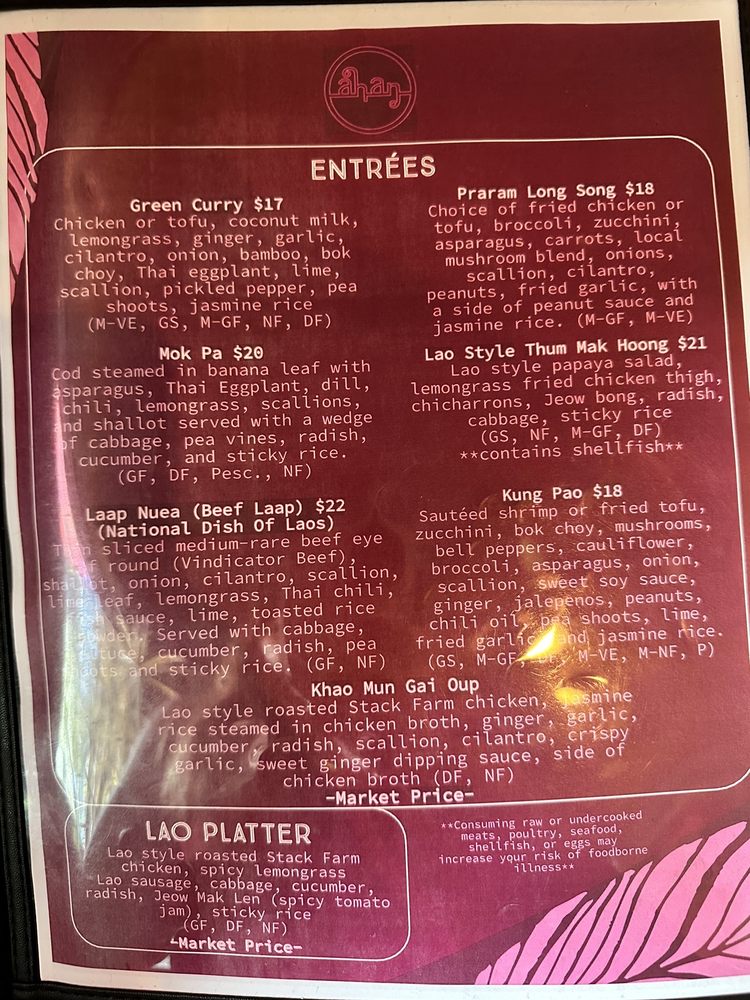 åhan
ENTRÉES
Green Curry $17
Chicken or tofu, coconut milk,
lemongrass, ginger, garlic,
cilantro, onion, bamboo, bok
choy, Thai eggplant, lime,
scallion, pickled pepper, pea
shoots, jasmine rice
(M-VE, GS, M-GF, NF, DF)
Mok Pa $20
Cod steamed in banana leaf with
asparagus, Thai Eggplant, dill,
chili, lemongrass, scallions,
and shallot served with a wedge
of cabbage, pea vines, radish,
cucumber, and sticky rice.
(GF, DF, Pesc., NF)
Laap Nuea (Beef Laap) $22
(National Dish Of Laos)
Thin sliced medium-rare beef eye
of round (Vindicator Beef),
shallot, onion, cilantro, scallion,
lime leaf, lemongrass, Thai chili,
fish sauce, lime, toasted rice
powder. Served with cabbage,
lettuce, cucumber, radish, pea
shoots and sticky rice. (GF, NF)
Praram Long Song $18
Choice of fried chicken or
tofu, broccoli, zucchini,
asparagus, carrots, local
mushroom blend, onions,
scallion, cilantro,
peanuts, fried garlic, with
a side of peanut sauce and
jasmine rice. (M-GF, M-VE)
Lao Style Thum Mak Hoong $21
Lao style papaya salad,
lemongrass fried chicken thigh,
chicharrons, Jeow bong, radish,
cabbage, sticky rice
(GS, NF, M-GF, DF)
**contains shellfish**
Kung Pao $18
Sautéed shrimp or fried tofu,
zucchini, bok choy, mushrooms,
bell peppers, cauliflower,
broccoli, asparagus, onion,
scallion, sweet soy sauce,
ginger, jalepenos, peanuts,
chili oil, pea shoots, lime,
fried garlic and jasmine rice.
(GS, M-GF, M-VE, M-NF, P)
Khao Mun Gai Oup
Lao style roasted Stack Farm chicken, jasmine
rice steamed in chicken broth, ginger, garlic,
cucumber, radish, scallion, cilantro, crispy
garlic, sweet ginger dipping sauce, side of
chicken broth (DF, NF)
-Market Price-
LAO PLATTER
Lao style roasted Stack Farm
chicken, spicy lemongrass
Lao sausage, cabbage, cucumber,
radish, Jeow Mak Len (spicy tomato
jam), sticky rice
(GF, DF, NF)
-Market Price-
**Consuming raw or undercooked
meats, poultry, seafood,
shellfish, or eggs may
increase your risk of foodborne
illness**